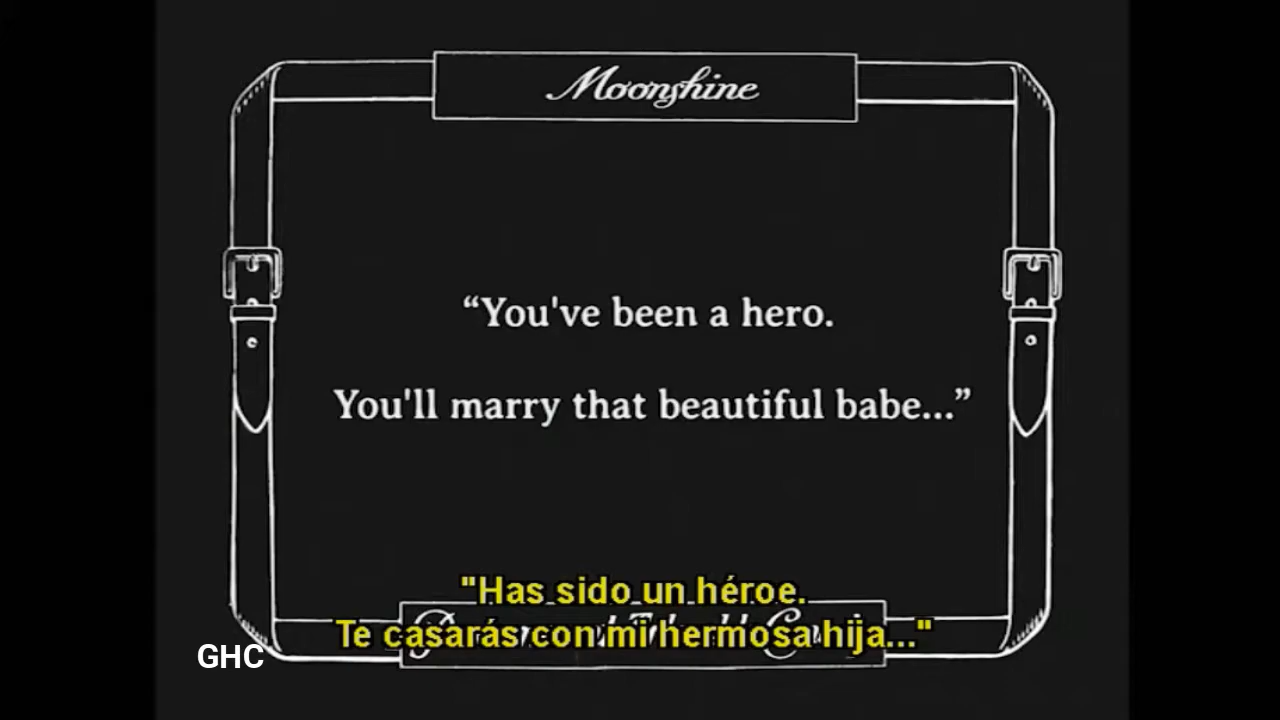 Moonshine
“You've been a hero.
You'll marry that beautiful babe...”
"Has sido un héroe.
Te casarás con mi hermosa hija..."
GHC